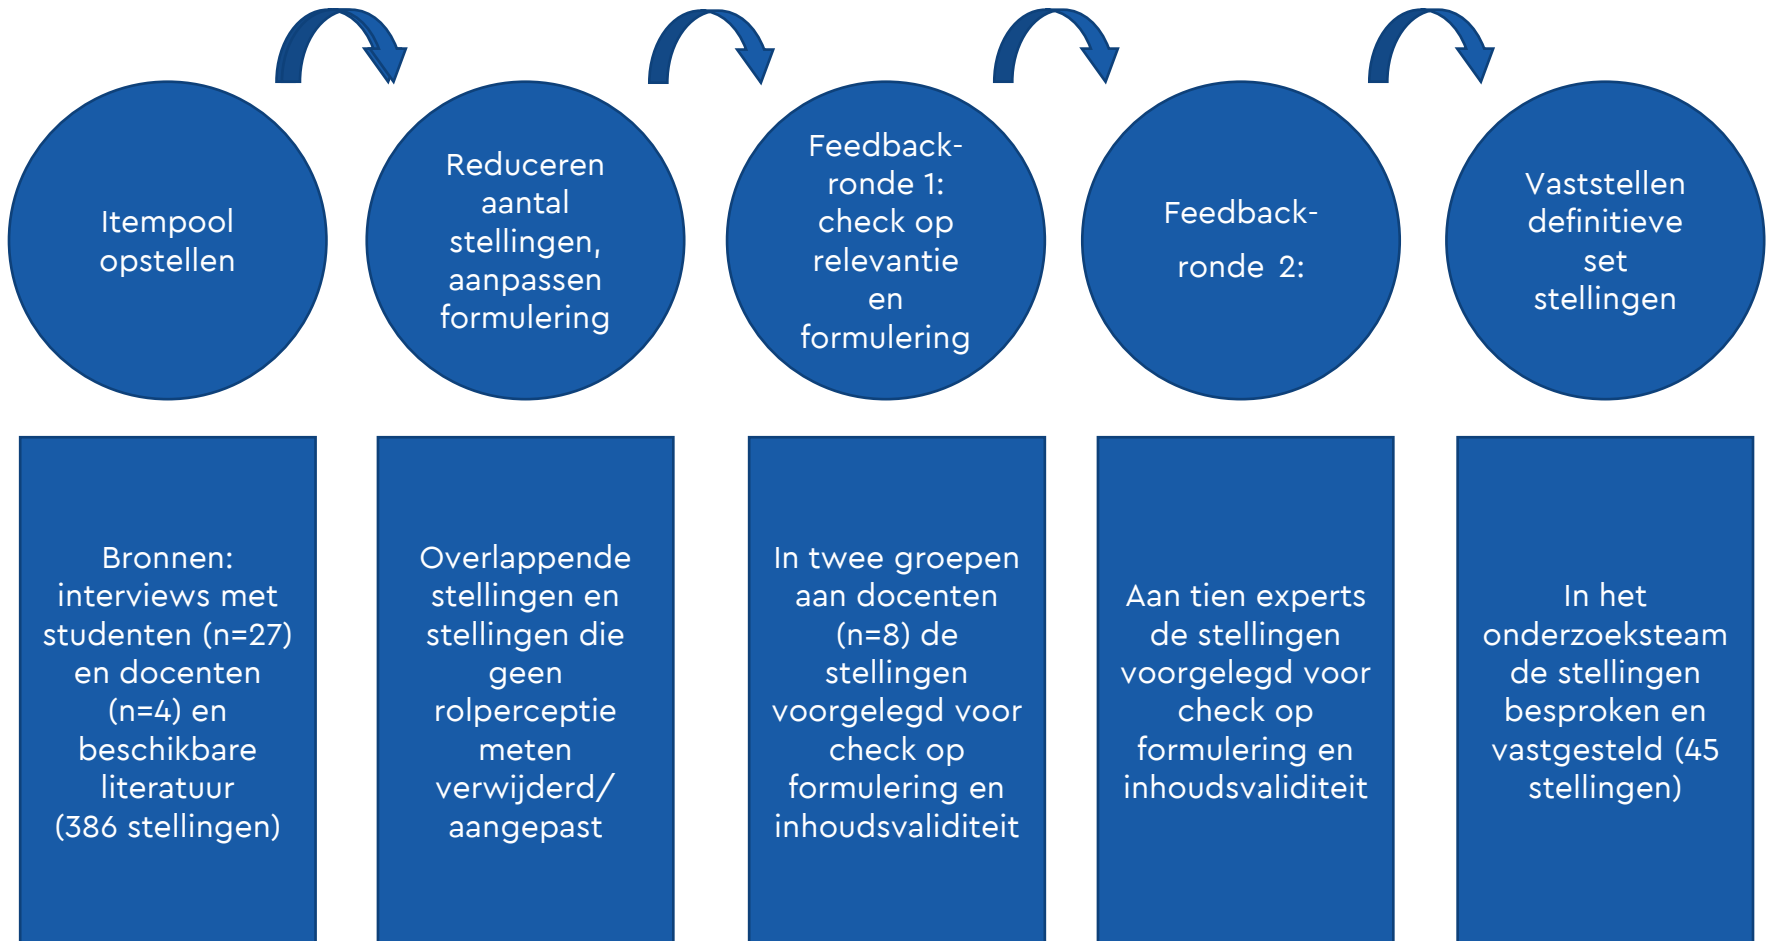 Itempool
opstellen
Reduceren
aantal
stellingen,
aanpassen
formulering
Feedback-
ronde 1:
check op
relevantie
en
formulering
Feedback-
ronde 2:
Vaststellen
definitieve
set
stellingen
Bronnen:
interviews met
studenten (n=27)
en docenten
(n=4) en
beschikbare
literatuur
(386 stellingen)
Overlappende
stellingen en
stellingen die
geen
rolperceptie
meten
verwijderd/
aangepast
In twee groepen
aan docenten
(n=8) de
stellingen
voorgelegd voor
check op
formulering en
inhoudsvaliditeit
Aan tien experts
de stellingen
voorgelegd voor
check op
formulering en
inhoudsvaliditeit
In het
onderzoeksteam
de stellingen
besproken en
vastgesteld (45
stellingen)